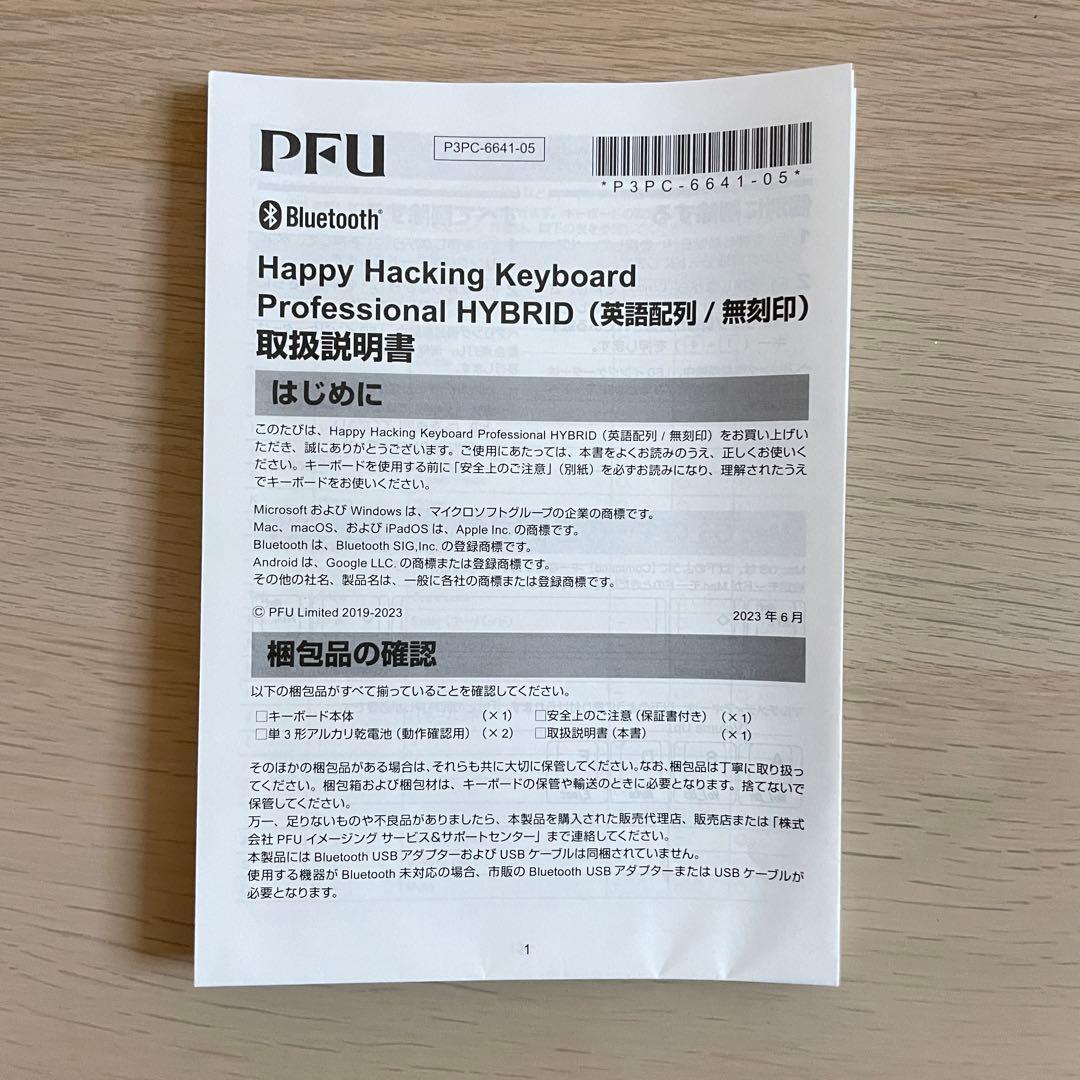 PFU
P3PC-6641-05
*P3PC-6641-05*
Bluetooth®
Happy Hacking Keyboard
Professional HYBRID（英語配列 / 無刻印）
取扱説明書
はじめに
このたびは、Happy Hacking Keyboard Professional HYBRID（英語配列 / 無刻印）をお買い上げい
ただき、誠にありがとうございます。ご使用にあたっては、本書をよくお読みのうえ、正しくお使いく
ださい。キーボードを使用する前に「安全上のご注意」（別紙）を必ずお読みになり、理解されたうえ
でキーボードをお使いください。
Microsoft および Windows は、マイクロソフトグループの企業の商標です。
Mac、macOS、および iPadOS は、Apple Inc. の商標です。
Bluetooth は、Bluetooth SIG,Inc. の登録商標です。
Android は、Google LLC. の商標または登録商標です。
その他の社名、製品名は、一般に各社の商標または登録商標です。
© PFU Limited 2019-2023
2023 年 6 月
梱包品の確認
以下の梱包品がすべて揃っていることを確認してください。
□キーボード本体 （× 1） □安全上のご注意（保証書付き）（× 1）
□単 3 形アルカリ乾電池（動作確認用）（× 2） □取扱説明書（本書） （× 1）
そのほかの梱包品がある場合は、それらも共に大切に保管してください。なお、梱包品は丁寧に取り扱っ
てください。梱包箱および梱包材は、キーボードの保管や輸送のときに必要となります。捨てないで
保管してください。
万一、足りないものや不良品がありましたら、本製品を購入された販売代理店、販売店または「株式
会社 PFU イメージング サービス＆サポートセンター」まで連絡してください。
本製品には Bluetooth USB アダプターおよび USB ケーブルは同梱されていません。
使用する機器が Bluetooth 未対応の場合、市販の Bluetooth USB アダプターまたは USB ケーブルが
必要となります。
1